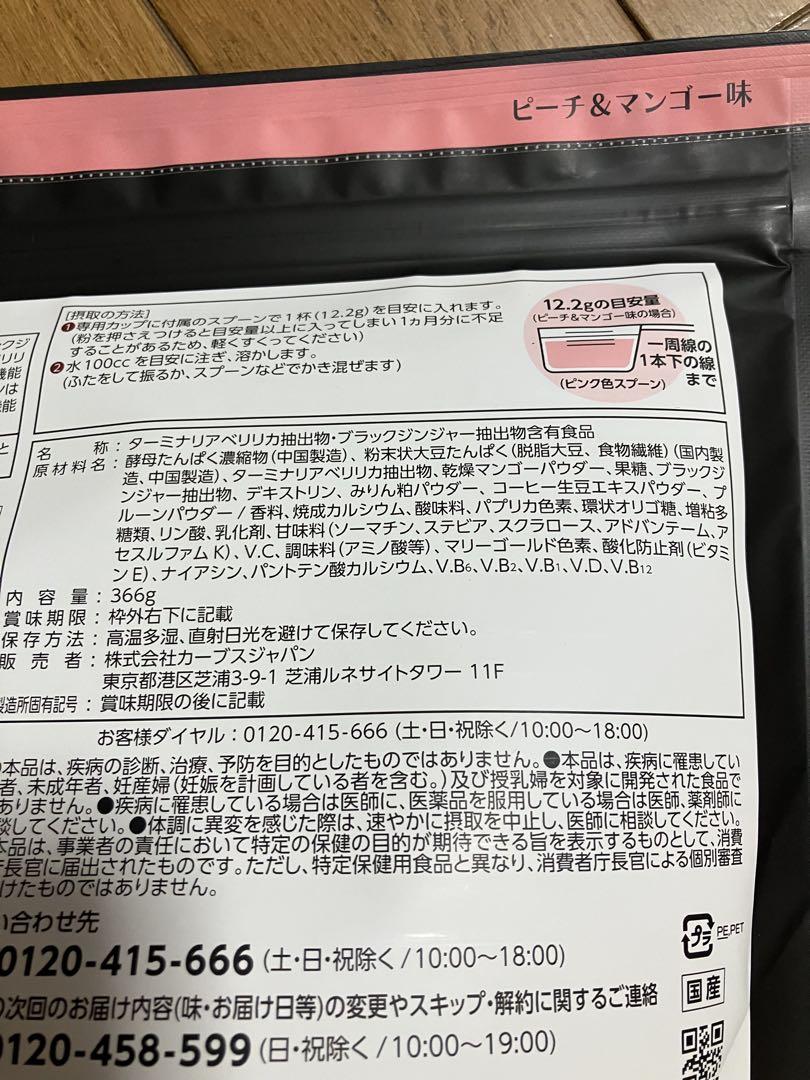 ピーチ&マンゴー味
[摂取の方法]
❶専用カップに付属のスプーンで1杯(12.2g)を目安に入れます。
(粉を押さえつけると目安量以上に入ってしまい1ヵ月分に不足
することがあるため、軽くすくってください)
❷水100ccを目安に注ぎ、溶かします。
(ふたをして振るか、スプーンなどでかき混ぜます)
12.2gの目安量
(ピーチ&マンゴー味の場合)
一周線の
1本下の線
まで
(ピンク色スプーン)
名称:ターミナリアベリリカ抽出物・ブラックジンジャー抽出物含有食品
原材料名:酵母たんぱく濃縮物(中国製造)、粉末状大豆たんぱく(脱脂大豆、食物繊維)(国内製
造、中国製造)、ターミナリアベリリカ抽出物、乾燥マンゴーパウダー、果糖、ブラックジ
ンジャー抽出物、デキストリン、みりん粕パウダー、コーヒー生豆エキスパウダー、プ
ルーンパウダー/香料、焼成カルシウム、酸味料、パプリカ色素、環状オリゴ糖、増粘多
糖類、リン酸、乳化剤、甘味料(ソーマチン、ステビア、スクラロース、アドバンテーム、ア
セスルファムK)、V.C、調味料(アミノ酸等)、マリーゴールド色素、酸化防止剤(ビタミ
ンE)、ナイアシン、パントテン酸カルシウム、V.B6、V.B2、V.B1、V.D、V.B12
内容量:366g
賞味期限:枠外右下に記載
保存方法:高温多湿、直射日光を避けて保存してください。
販売者:株式会社カーブスジャパン
東京都港区芝浦3-9-1 芝浦ルネサイトタワー 11F
製造所固有記号:賞味期限の後に記載
お客様ダイヤル:0120-415-666(土・日・祝除く/10:00〜18:00)
本品は、疾病の診断、治療、予防を目的としたものではありません。●本品は、疾病に罹患してい
者、未成年者、妊産婦(妊娠を計画している者を含む。)及び授乳婦を対象に開発された食品で
ありません。●疾病に罹患している場合は医師に、医薬品を服用している場合は医師、薬剤師に
談してください。●体調に異変を感じた際は、速やかに摂取を中止し、医師に相談してください。
本品は、事業者の責任において特定の保健の目的が期待できる旨を表示するものとして、消費
庁長官に届出されたものです。ただし、特定保健用食品と異なり、消費者庁長官による個別審査
けたものではありません。
い合わせ先
0120-415-666(土・日・祝除く/10:00〜18:00)
の次回のお届け内容(味・お届け日等)の変更やスキップ・解約に関するご連絡
0120-458-599(日・祝除く/10:00〜19:00)
プラ
PE,PET
国産